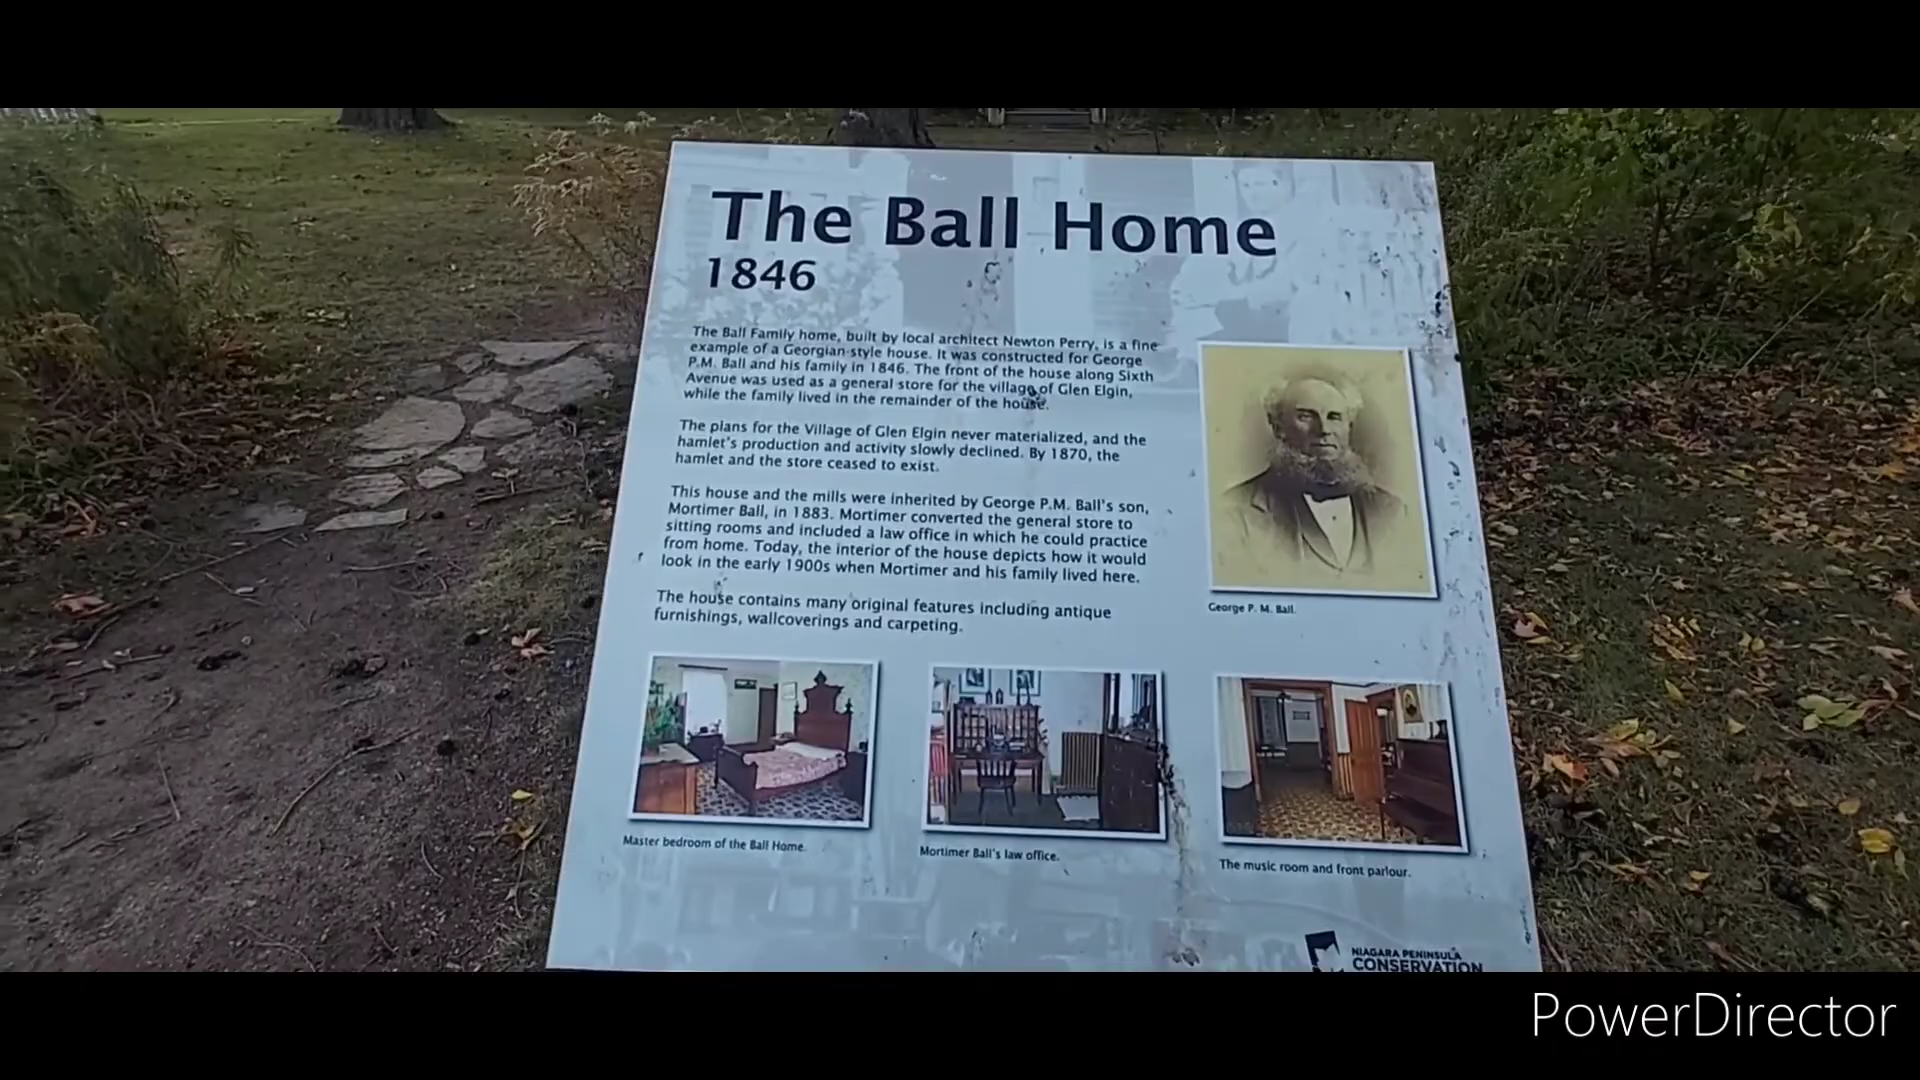 The Ball Home
1846
The Ball Family home, built by local architect Newton Perry, is a fine
example of a Georgian-style house. It was constructed for George
P.M. Ball and his family in 1846. The front of the house along Sixth
Avenue was used as a general store for the village of Glen Elgin,
while the family lived in the remainder of the house.
The plans for the Village of Glen Elgin never materialized, and the
hamlet's production and activity slowly declined. By 1870, the
hamlet and the store ceased to exist.
This house and the mills were inherited by George P.M. Ball's son,
Mortimer Ball, in 1883. Mortimer converted the general store to
sitting rooms and included a law office in which he could practice
from home. Today, the interior of the house depicts how it would
look in the early 1900s when Mortimer and his family lived here.
The house contains many original features including antique
furnishings, wallcoverings and carpeting.
George P. M. Ball.
Master bedroom of the Ball Home.
Mortimer Ball's law office.
The music room and front parlour.
NIAGARA PENINSULA
CONSERVATION
PowerDirector